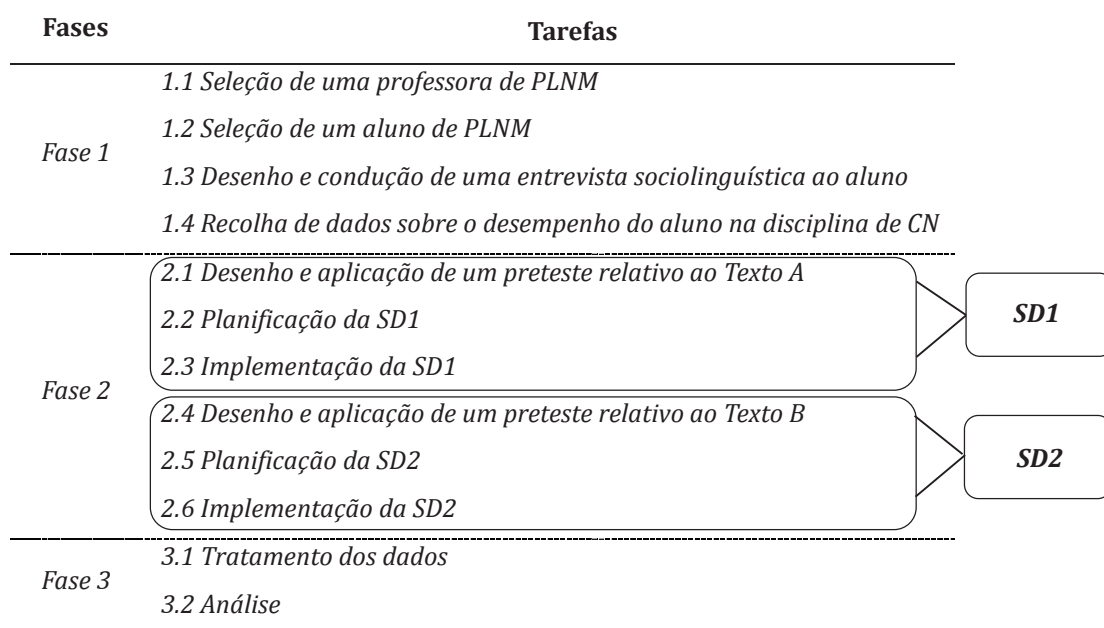 Fases Tarefas
1.1 Seleção de uma professora de PLNM
1.2 Seleção de um aluno de PLNM
Fase 1
1.3 Desenho e condução de uma entrevista sociolinguística ao aluno
1.4 Recolha de dados sobre o desempenho do aluno na disciplina de CN
2.1 Desenho e aplicação de um preteste relativo ao Texto A
2.2 Planificação da SD1
SD1
2.3 Implementação da SD1
Fase 2
2.4 Desenho e aplicação de um preteste relativo ao Texto B
2.5 Planificação da SD2
SD2
2.6 Implementação da SD2
3.1 Tratamento dos dados
Fase 3
3.2 Análise